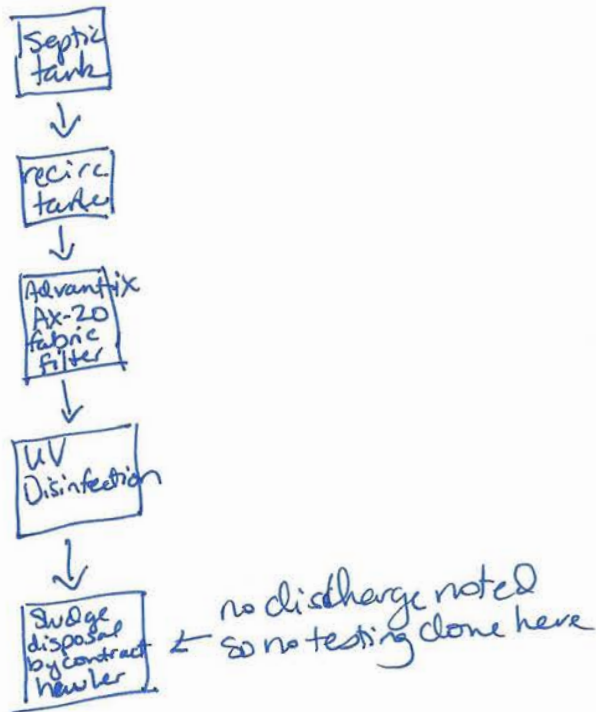 Septic
tank
recirc
tank
Advantix
AX-20
fabric
filter
UV
Disinfection
Sludge
disposal
by contract
hauler
no discharge noted
so no testing done here